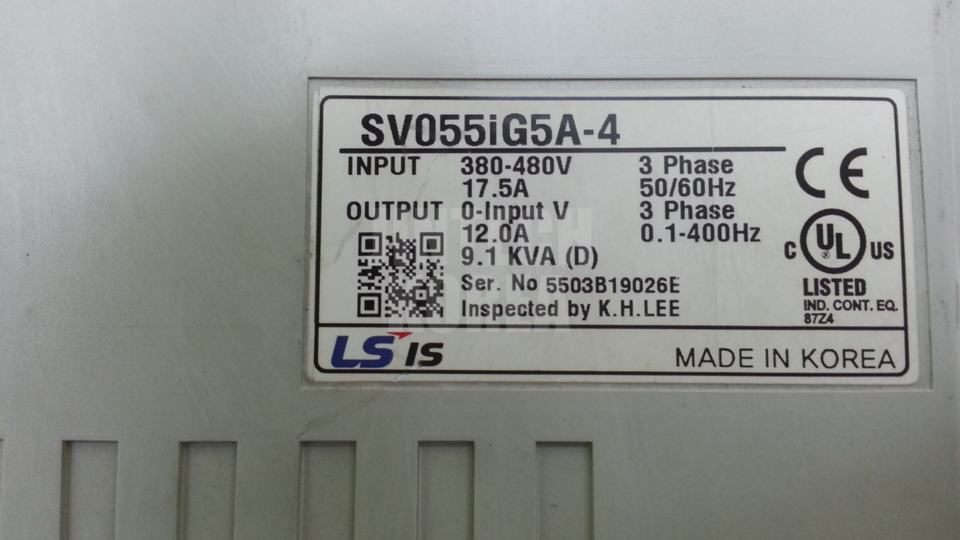 SV055iG5A-4
INPUT 380-480V 3 Phase
17.5A 50/60Hz
OUTPUT 0-Input V 3 Phase
12.0A 0.1-400Hz
9.1 KVA (D)
Ser. No 5503B19026E
Inspected by K.H.LEE
CE
C UL US
LISTED
IND. CONT. EQ.
87Z4
LS IS
MADE IN KOREA